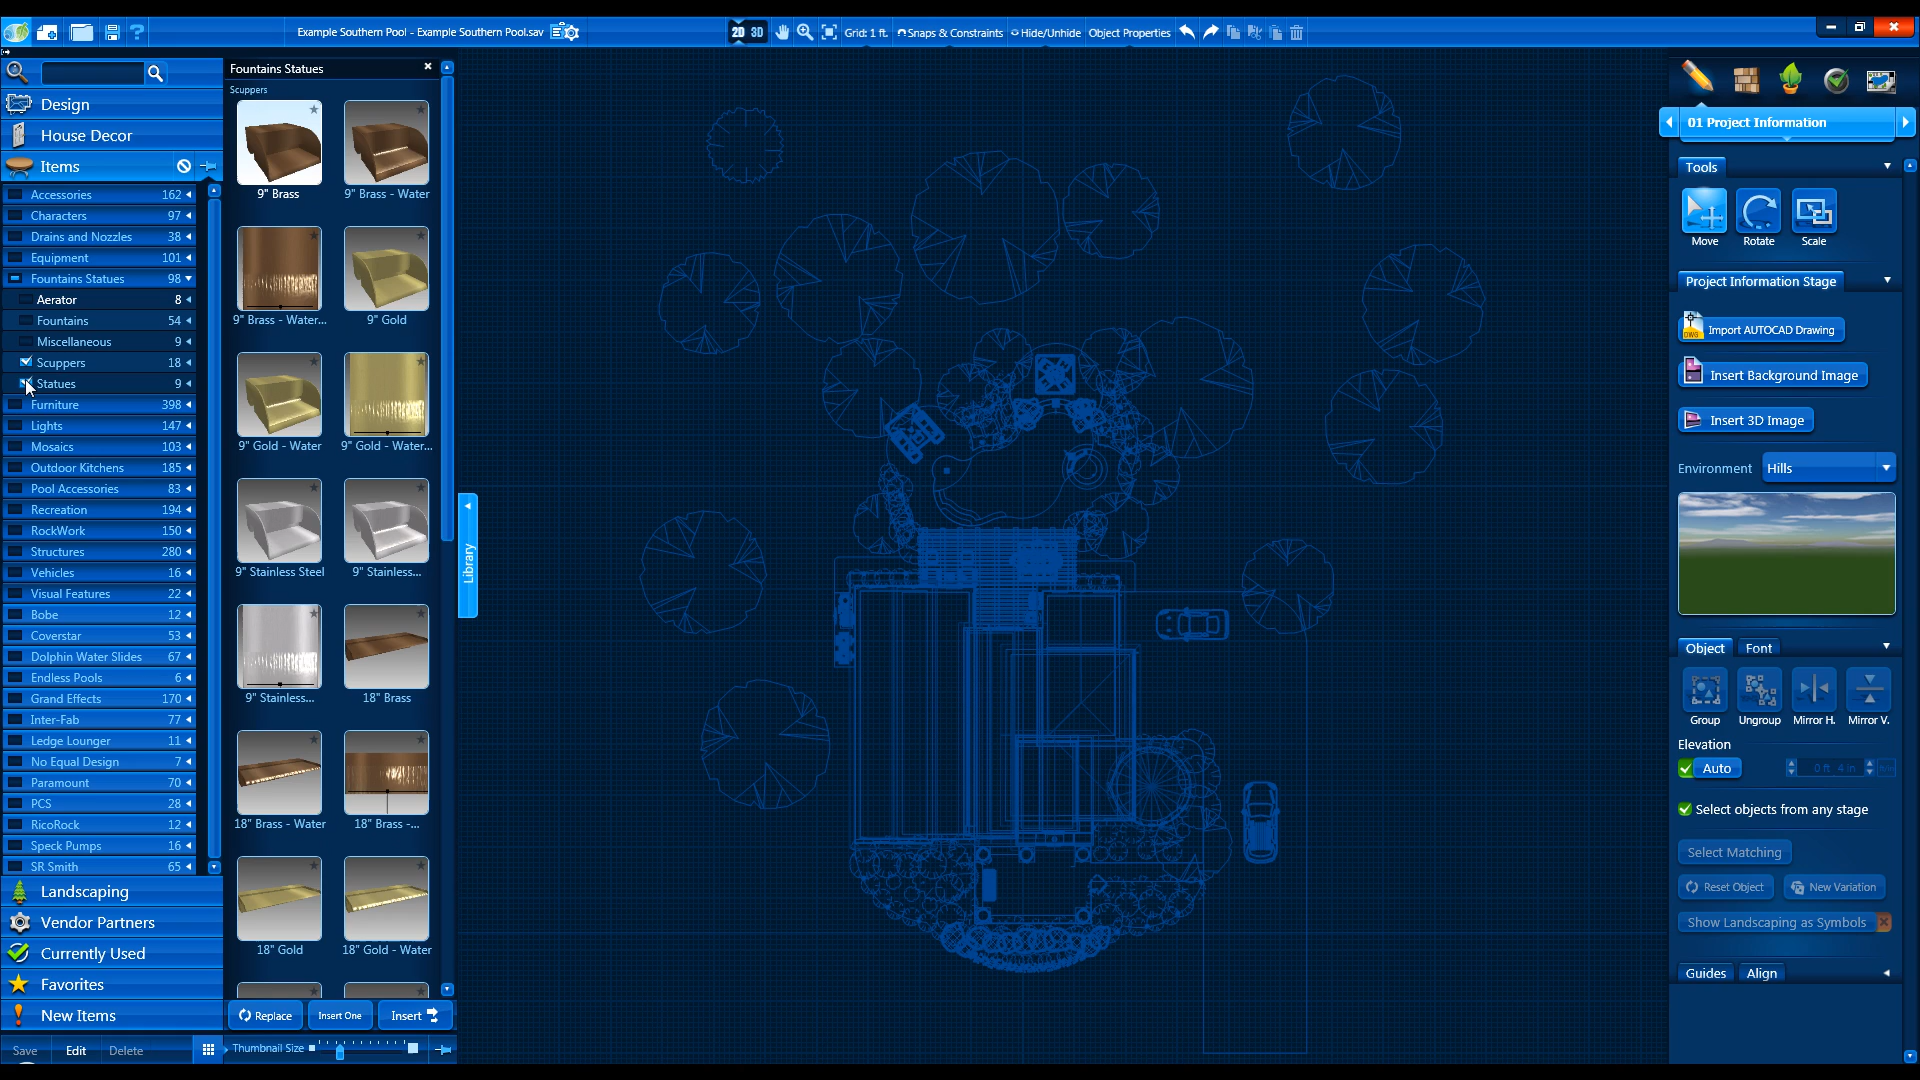 Example Southern Pool - Example Southern Pool.sav
2D 3D
Grid: 1 ft.
Snaps & Constraints
Hide/Unhide
Object Properties
Design
House Decor
Items
Accessories 162
Characters 97
Drains and Nozzles 38
Equipment 101
Fountains Statues 98
Aerator 8
Fountains 54
Miscellaneous 9
Scuppers 18
Statues 9
Furniture 398
Lights 147
Mosaics 103
Outdoor Kitchens 185
Pool Accessories 83
Recreation 194
RockWork 150
Structures 280
Vehicles 16
Visual Features 22
Bobe 12
Coverstar 53
Dolphin Water Slides 67
Endless Pools 6
Grand Effects 170
Inter-Fab 77
Ledge Lounger 11
No Equal Design 7
Paramount 70
PCS 28
RicoRock 12
Speck Pumps 16
SR Smith 65
Landscaping
Vendor Partners
Currently Used
Favorites
New Items
Save Edit Delete
Fountains Statues
Scuppers
9" Brass
9" Brass - Water
9" Brass - Water...
9" Gold
9" Gold - Water
9" Gold - Water...
9" Stainless Steel
9" Stainless...
9" Stainless...
18" Brass
18" Brass - Water
18" Brass -...
18" Gold
18" Gold - Water
Replace
Insert One
Insert
Thumbnail Size
Library
01 Project Information
Tools
Move
Rotate
Scale
Project Information Stage
DWG
Import AUTOCAD Drawing
Insert Background Image
Insert 3D Image
Environment Hills
Object
Font
Group
Ungroup
Mirror H.
Mirror V.
Elevation
Auto
0 ft 4 in
Select objects from any stage
Select Matching
Reset Object
New Variation
Show Landscaping as Symbols
Guides
Align